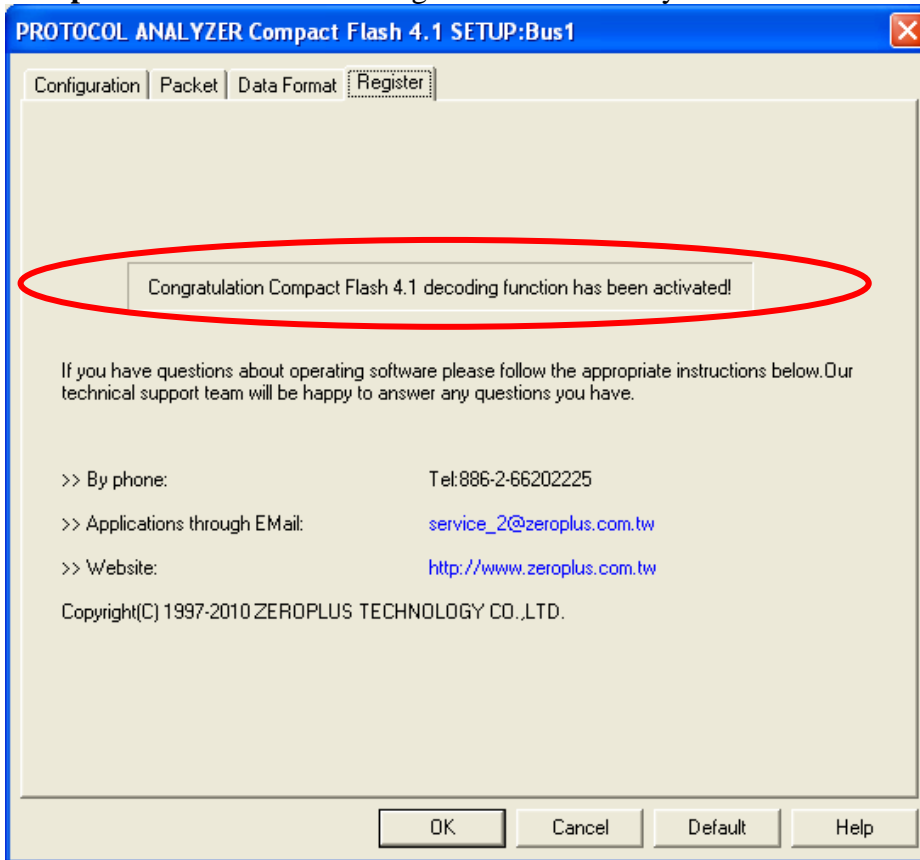 PROTOCOL ANALYZER Compact Flash 4.1 SETUP:Bus1
Configuration Packet Data Format Register
Congratulation Compact Flash 4.1 decoding function has been activated!
If you have questions about operating software please follow the appropriate instructions below.Our
technical support team will be happy to answer any questions you have.
>> By phone: Tel:886-2-66202225
>> Applications through EMail: service_2@zeroplus.com.tw
>> Website: http://www.zeroplus.com.tw
Copyright(C) 1997-2010 ZEROPLUS TECHNOLOGY CO.,LTD.
OK Cancel Default Help